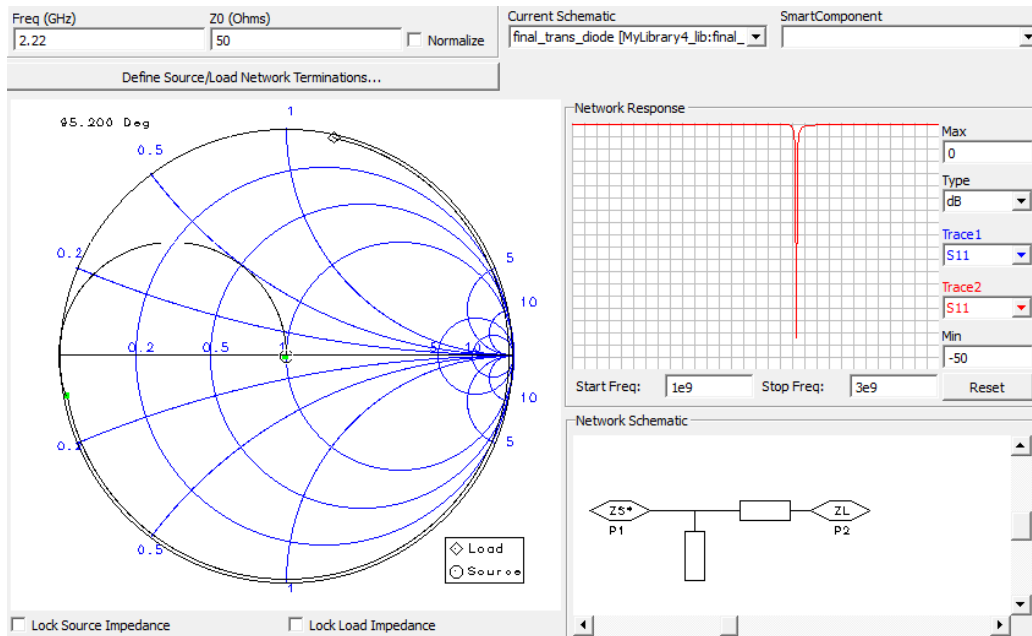 Freq (GHz)
2.22
Z0 (Ohms)
50
Normalize
Current Schematic
final_trans_diode [MyLibrary4_lib:final_
SmartComponent
Define Source/Load Network Terminations...
95.200 Deg
1
0.5
0.2
5
10
0.2
0.5
1
5
10
10
0.2
5
0.5
1
Load
Source
Lock Source Impedance
Lock Load Impedance
Network Response
Max
0
Type
dB
Trace1
S11
Trace2
S11
Min
-50
Start Freq:
1e9
Stop Freq:
3e9
Reset
Network Schematic
ZS*
P1
ZL
P2